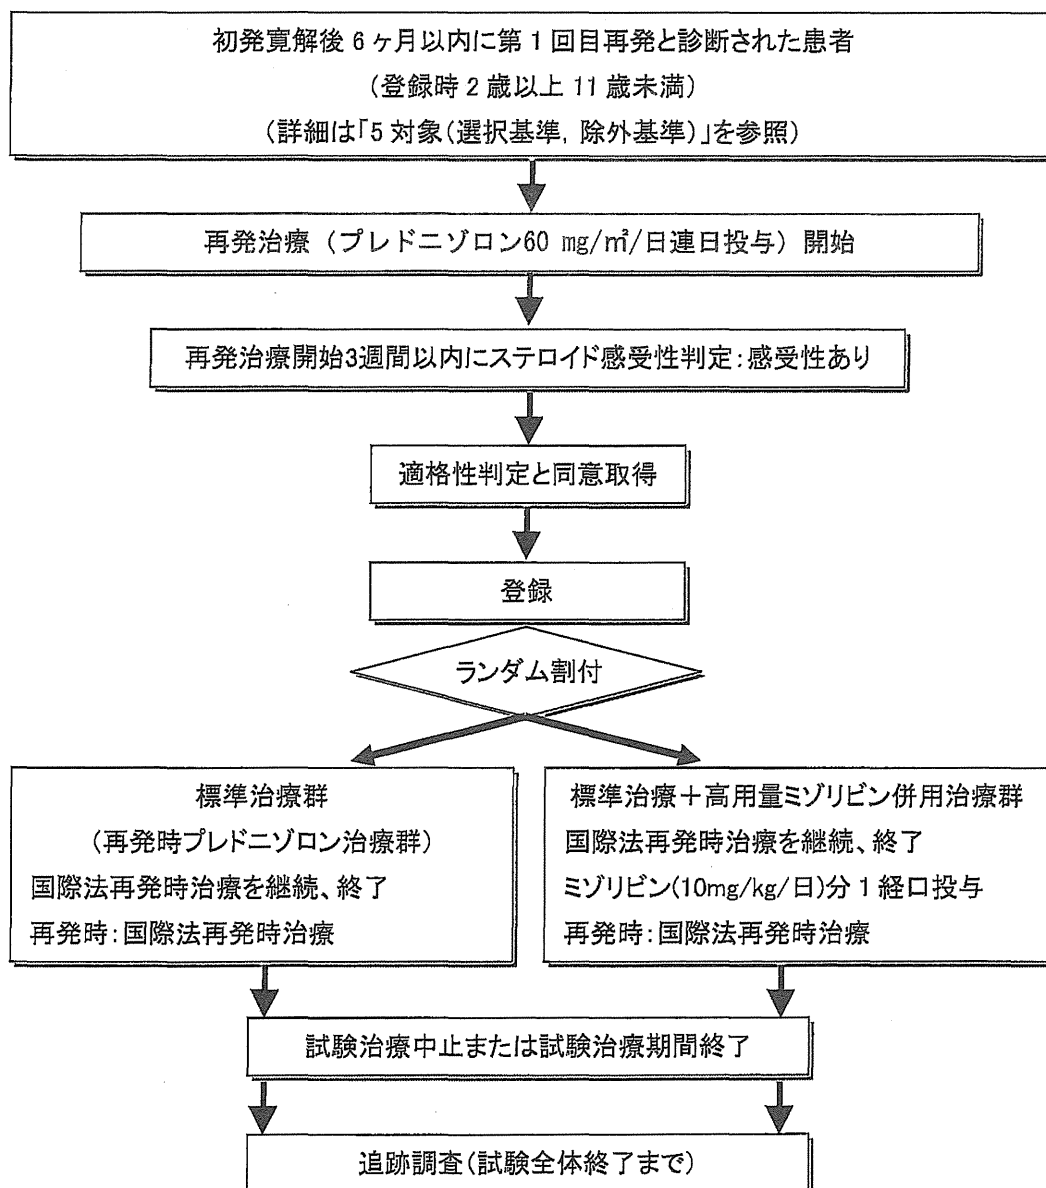 初発寛解後 6 ヶ月以内に第 1 回目再発と診断された患者
(登録時 2 歳以上 11 歳未満)
(詳細は「5 対象(選択基準, 除外基準)」を参照)
再発治療（プレドニゾロン60 mg/㎡/日連日投与）開始
再発治療開始3週間以内にステロイド感受性判定:感受性あり
適格性判定と同意取得
登録
ランダム割付
標準治療群
(再発時プレドニゾロン治療群)
国際法再発時治療を継続、終了
再発時:国際法再発時治療
標準治療＋高用量ミゾリビン併用治療群
国際法再発時治療を継続、終了
ミゾリビン(10mg/kg/日)分 1 経口投与
再発時:国際法再発時治療
試験治療中止または試験治療期間終了
追跡調査(試験全体終了まで)